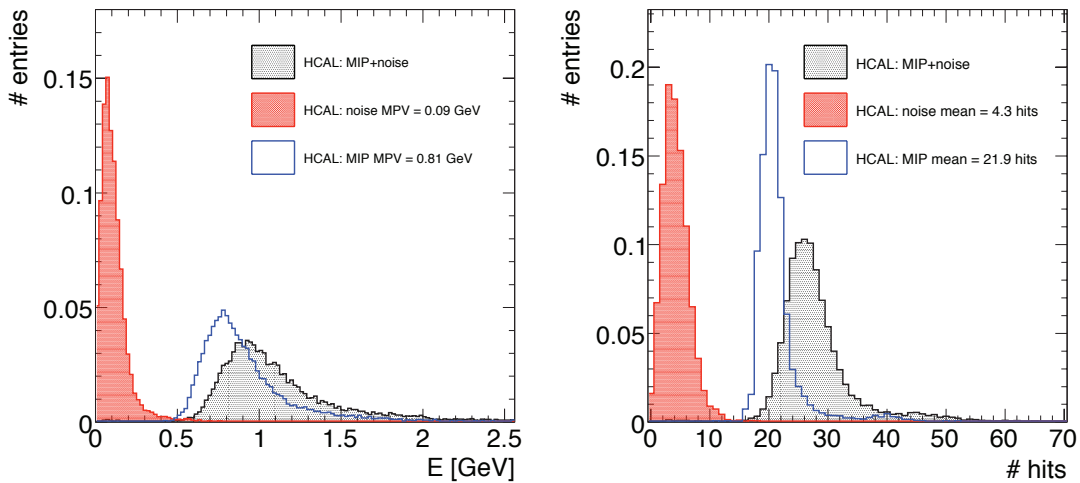 # entries
0.15
0.1
0.05
0
HCAL: MIP+noise
HCAL: noise MPV = 0.09 GeV
HCAL: MIP MPV = 0.81 GeV
0 0.5 1 1.5 2 2.5
E [GeV]
# entries
0.2
0.15
0.1
0.05
0
HCAL: MIP+noise
HCAL: noise mean = 4.3 hits
HCAL: MIP mean = 21.9 hits
0 10 20 30 40 50 60 70
# hits